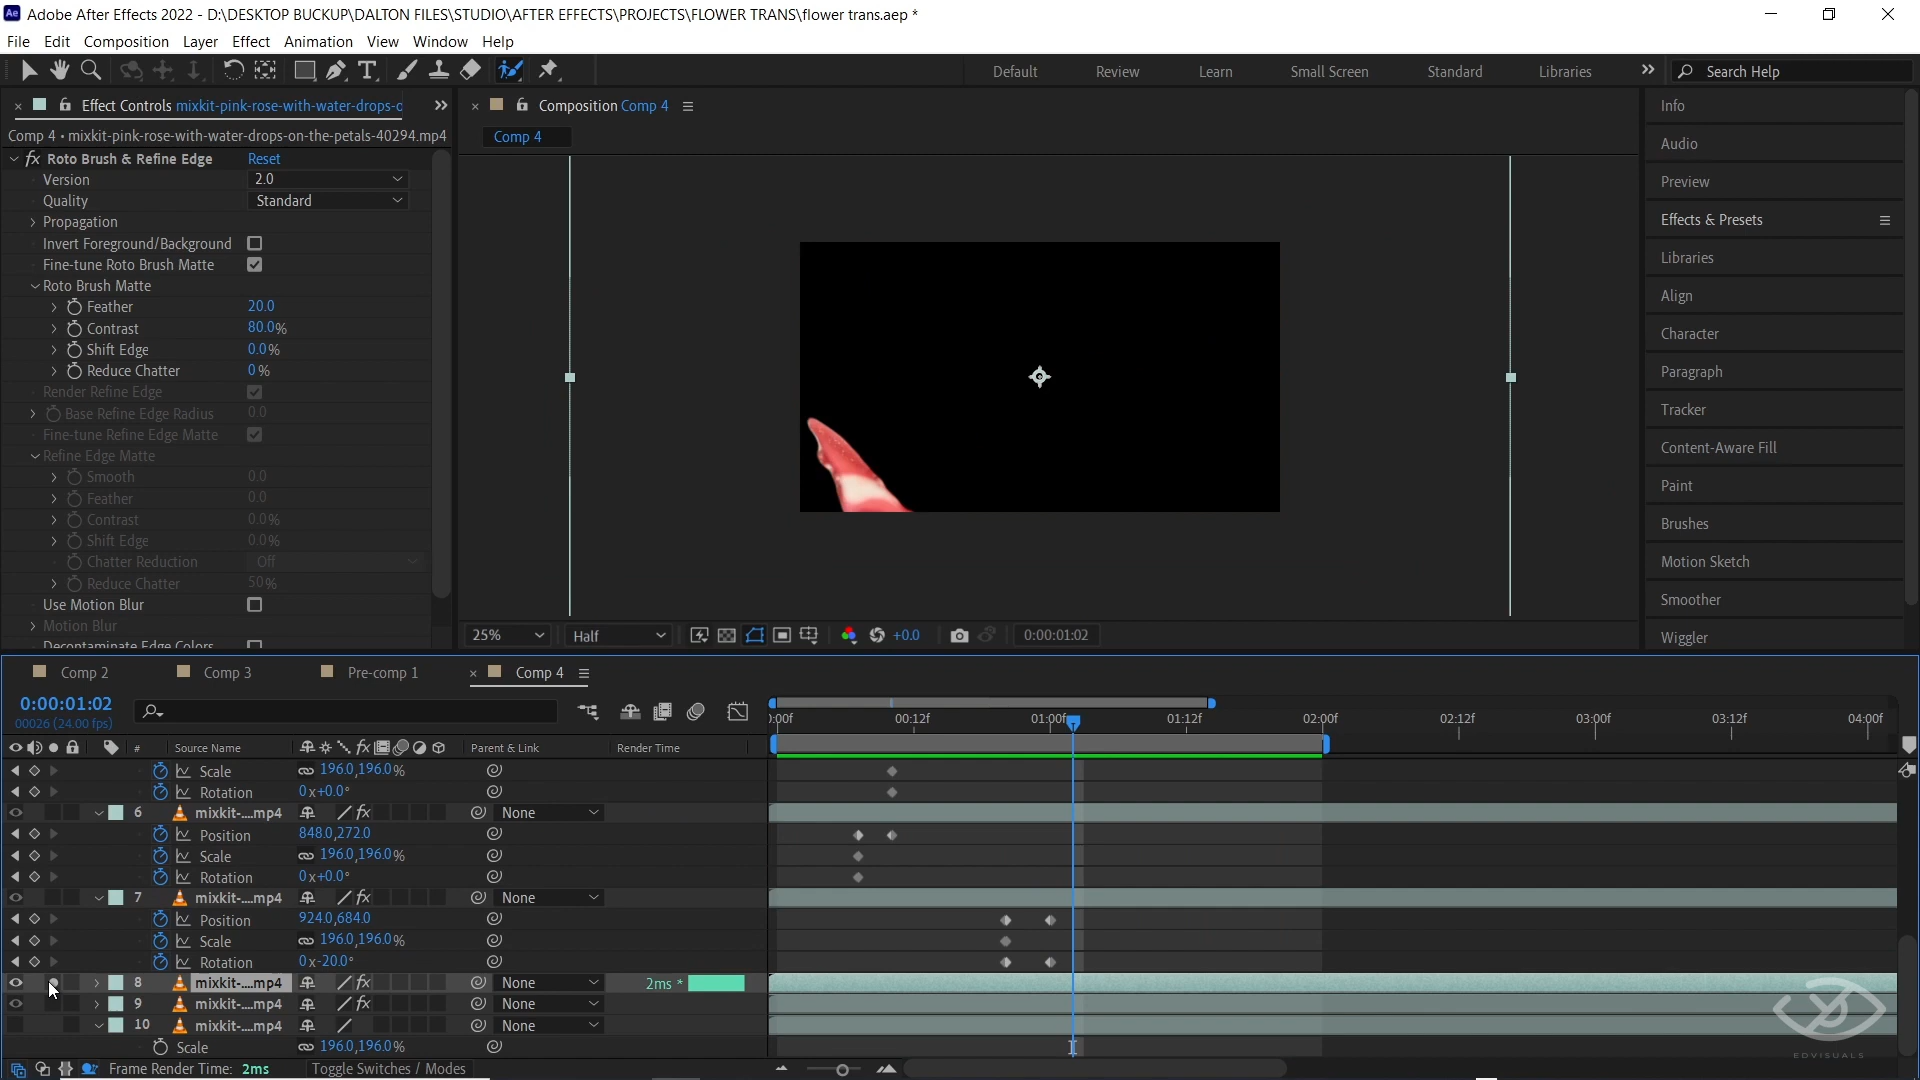 Adobe After Effects 2022 - D:\DESKTOP BUCKUP\DALTON FILES\STUDIO\AFTER EFFECTS\PROJECTS\FLOWER TRANS\flower trans.aep *
File Edit Composition Layer Effect Animation View Window Help
Default Review Learn Small Screen Standard Libraries Search Help
Effect Controls mixkit-pink-rose-with-water-drops-o
Composition Comp 4
Info
Comp 4 • mixkit-pink-rose-with-water-drops-on-the-petals-40294.mp4
Comp 4
Audio
fx Roto Brush & Refine Edge Reset
Version 2.0
Preview
Quality Standard
Propagation
Effects & Presets
Invert Foreground/Background
Fine-tune Roto Brush Matte
Libraries
Roto Brush Matte
Align
Feather 20.0
Contrast 80.0%
Character
Shift Edge 0.0%
Reduce Chatter 0%
Paragraph
Render Refine Edge
Base Refine Edge Radius 0.0
Tracker
Fine-tune Refine Edge Matte
Content-Aware Fill
Refine Edge Matte
Smooth 0.0
Paint
Feather 0.0
Contrast 0.0%
Brushes
Shift Edge 0.0%
Chatter Reduction Off
Motion Sketch
Reduce Chatter 50%
Use Motion Blur
Smoother
Motion Blur
Decontaminate Edge Colors
25% Half +0.0 0:00:01:02
Wiggler
Comp 2 Comp 3 Pre-comp 1 Comp 4
0:00:01:02
00026 (24.00 fps)
:00f 00:12f 01:00f 01:12f 02:00f 02:12f 03:00f 03:12f 04:00f
# Source Name fx Parent & Link Render Time
Scale 196.0,196.0%
Rotation 0x+0.0°
6 mixkit-....mp4 fx None
Position 848.0,272.0
Scale 196.0,196.0%
Rotation 0x+0.0°
7 mixkit-....mp4 fx None
Position 924.0,684.0
Scale 196.0,196.0%
Rotation 0x-20.0°
8 mixkit-....mp4 fx None 2ms *
9 mixkit-....mp4 fx None
10 mixkit-....mp4 None
Scale 196.0,196.0%
Frame Render Time: 2ms Toggle Switches / Modes
EDVISUALS